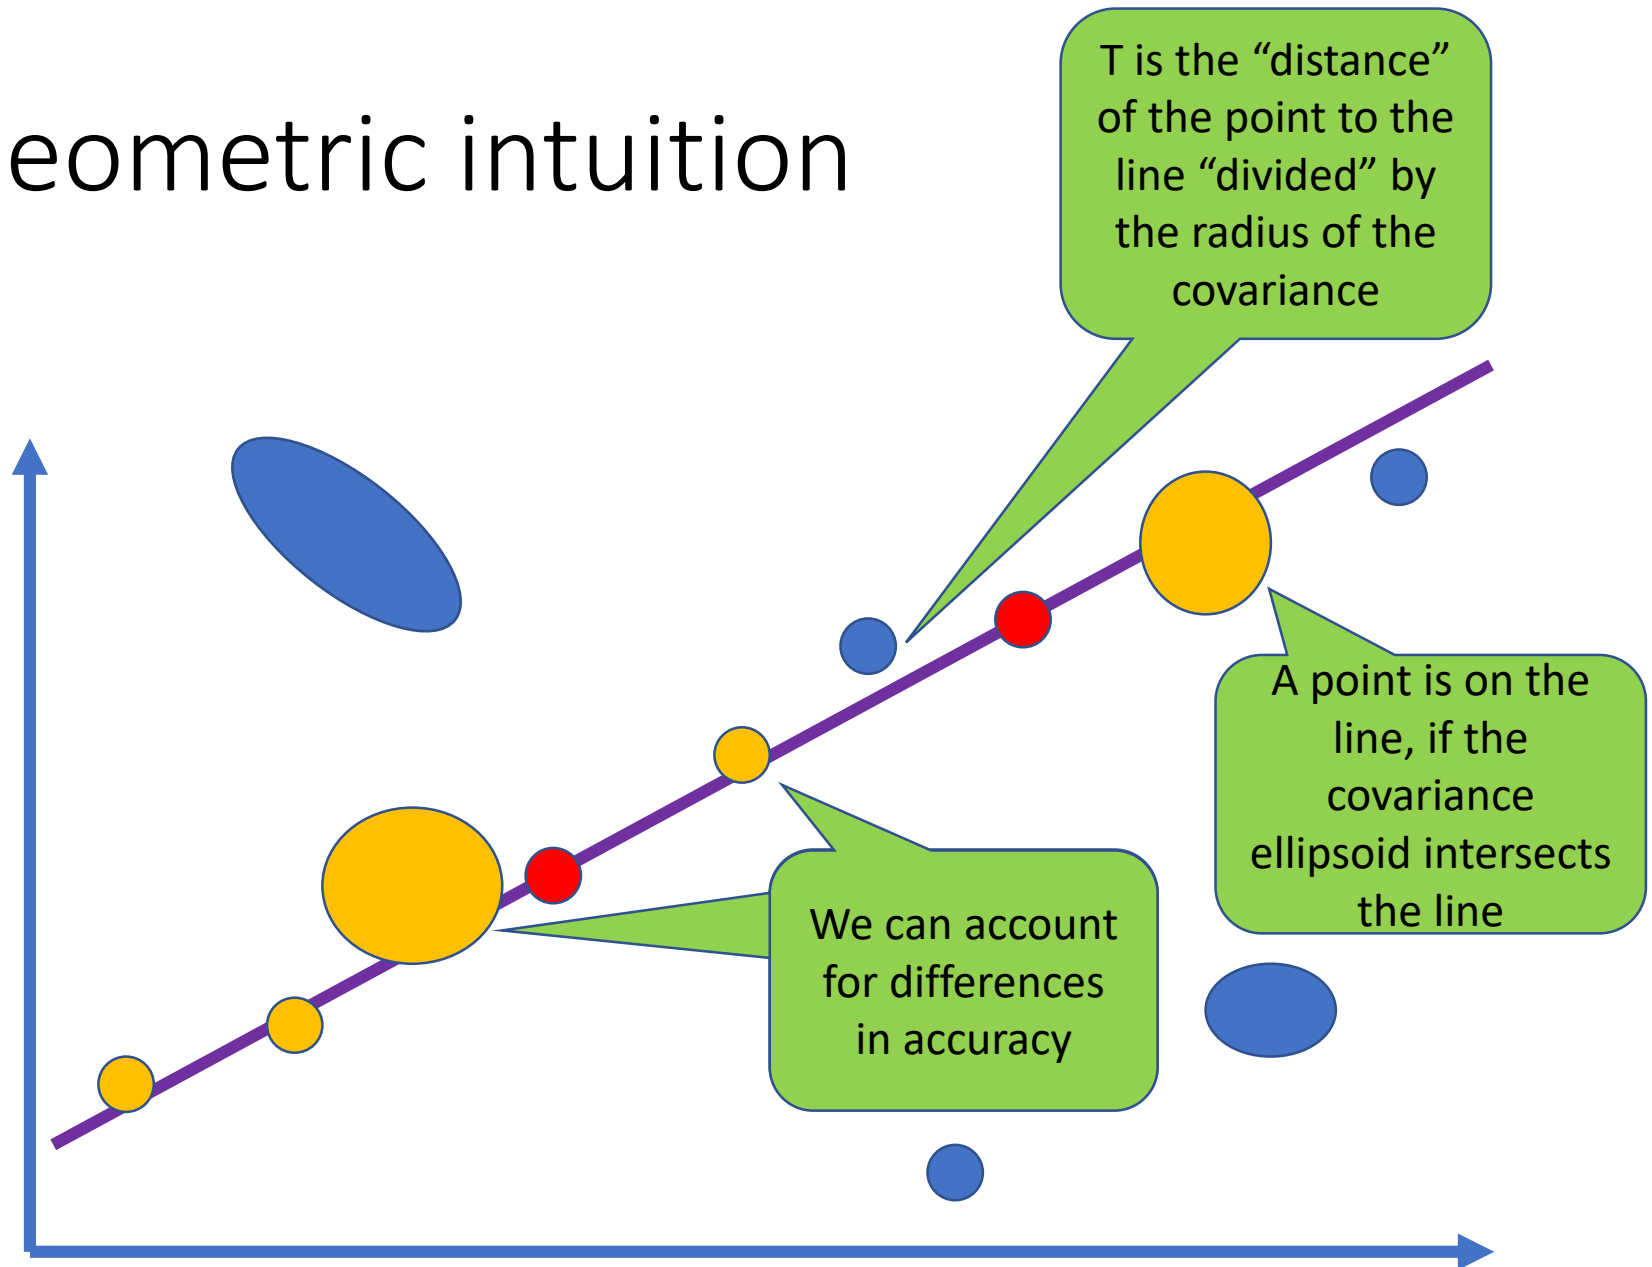 eometric intuition
T is the “distance”
of the point to the
line “divided” by
the radius of the
covariance
A point is on the
line, if the
covariance
ellipsoid intersects
the line
We can account
for differences
in accuracy